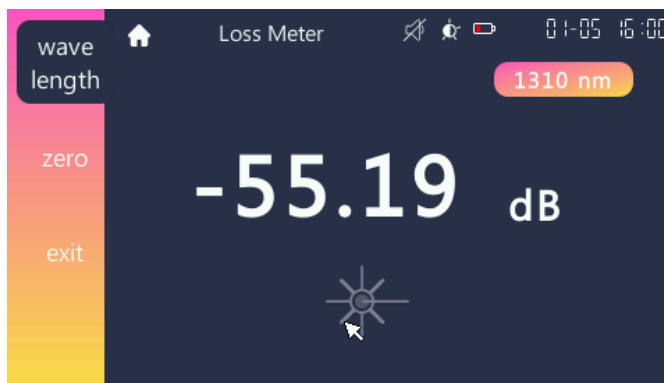 wave
length
Loss Meter
01-05 16:00
1310 nm
zero
-55.19 dB
exit